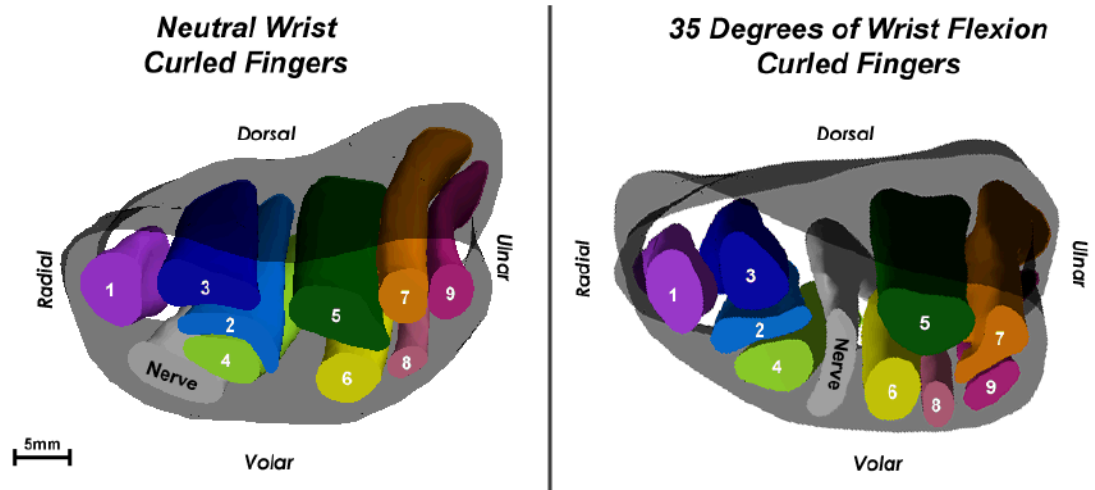 Neutral Wrist
Curled Fingers
Dorsal
Radial
Ulnar
1
3
2
4
5
6
7
8
9
Nerve
5mm
Volar
35 Degrees of Wrist Flexion
Curled Fingers
Dorsal
Radial
Ulnar
1
3
2
4
Nerve
5
6
7
8
9
Volar